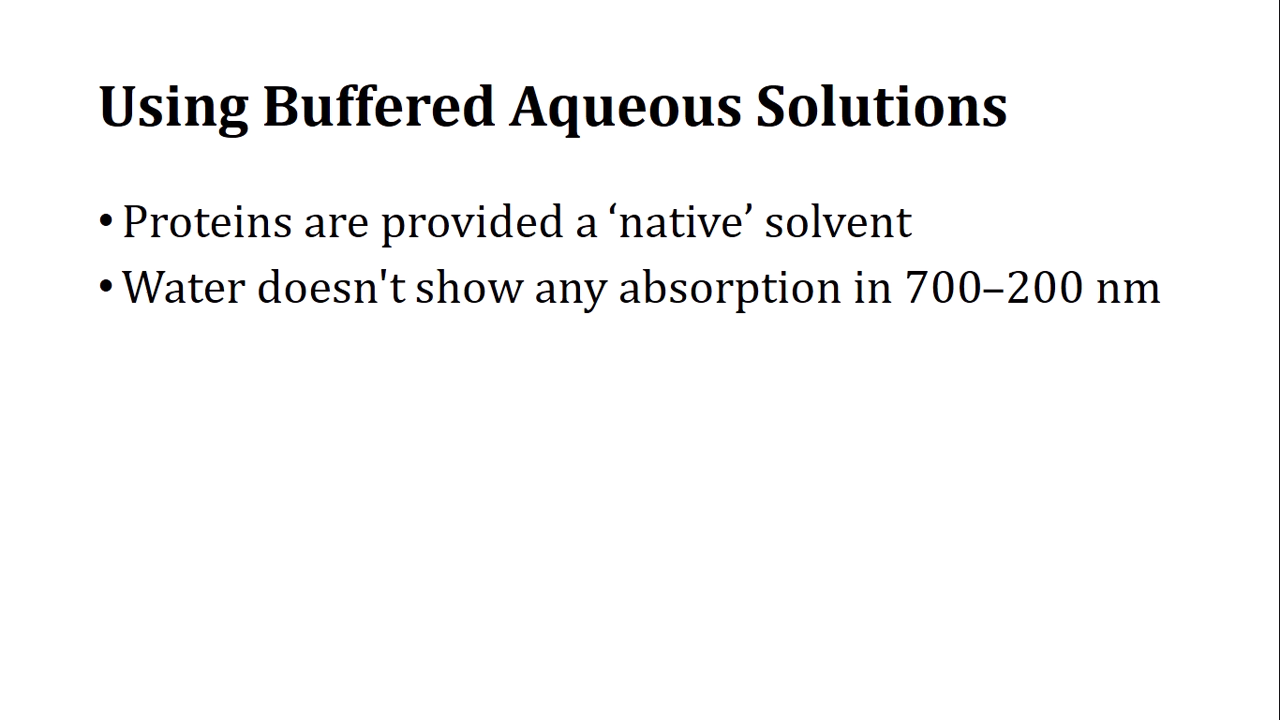 Using Buffered Aqueous Solutions
• Proteins are provided a ‘native’ solvent
• Water doesn't show any absorption in 700–200 nm